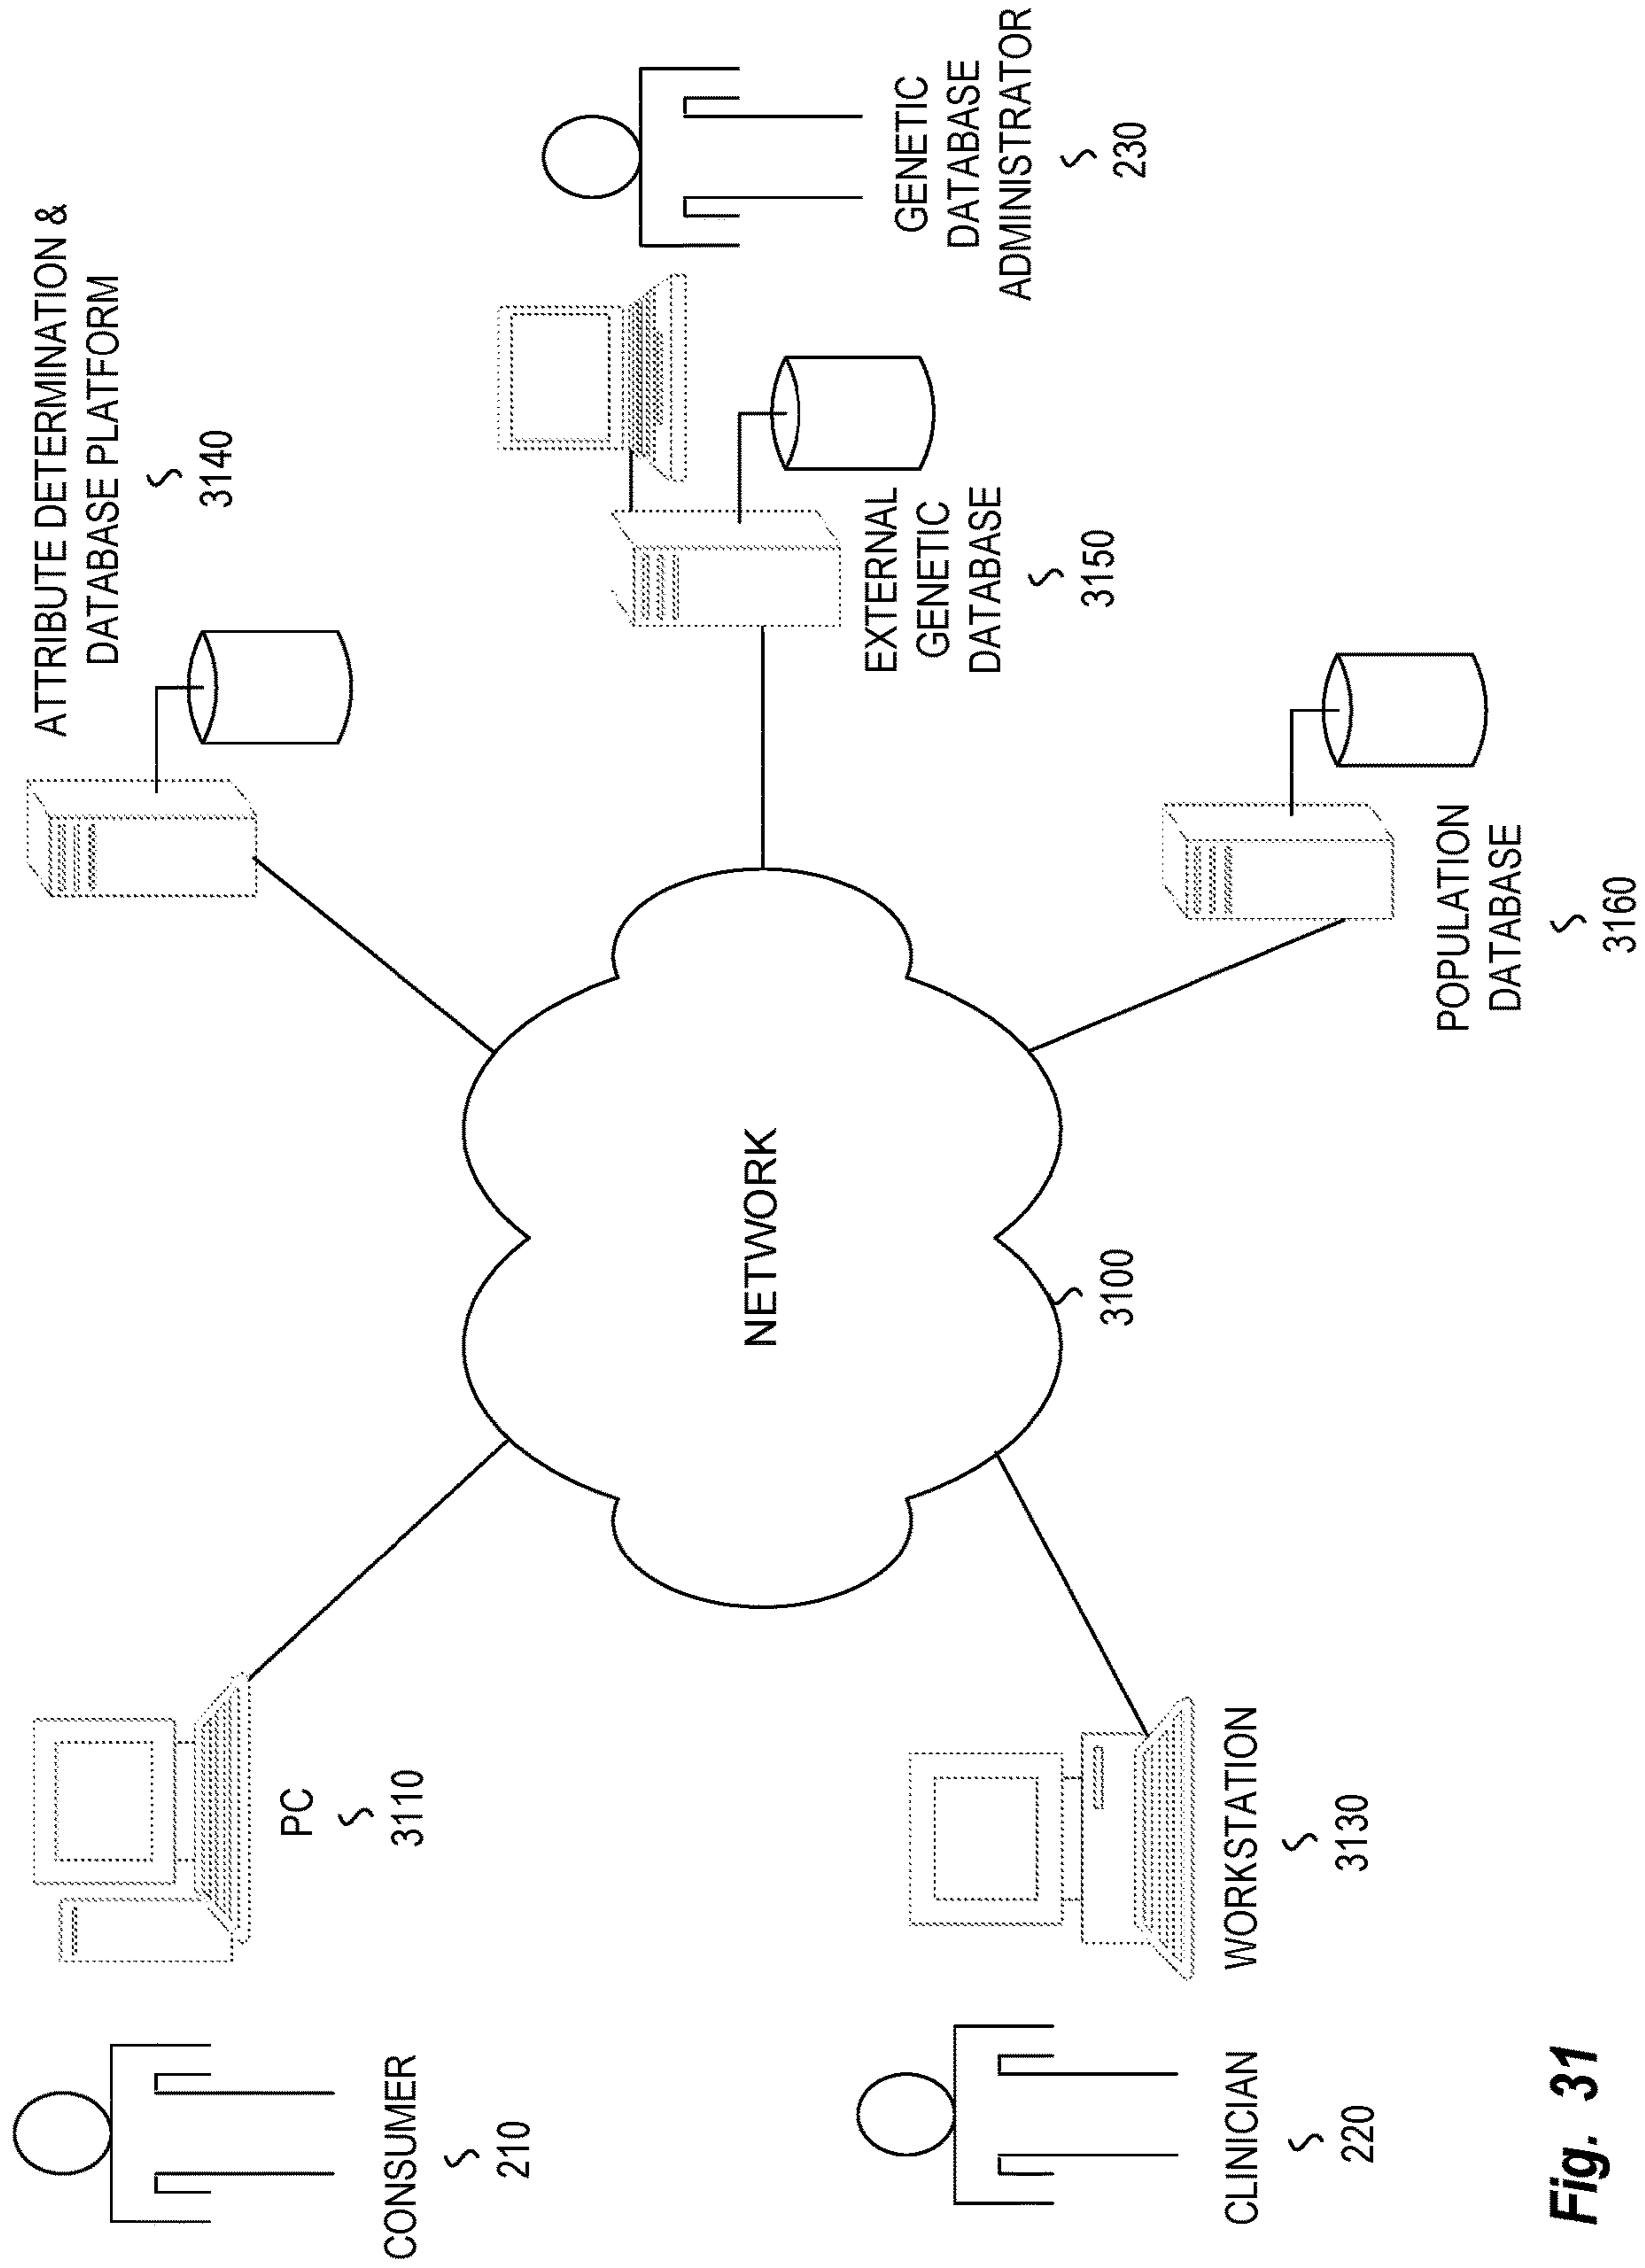 ATTRIBUTE DETERMINATION &
DATABASE PLATFORM
3140
CONSUMER
210
PC
3110
NETWORK
3100
EXTERNAL
GENETIC
DATABASE
3150
GENETIC
DATABASE
ADMINISTRATOR
230
CLINICIAN
220
WORKSTATION
3130
POPULATION
DATABASE
3160
Fig. 31